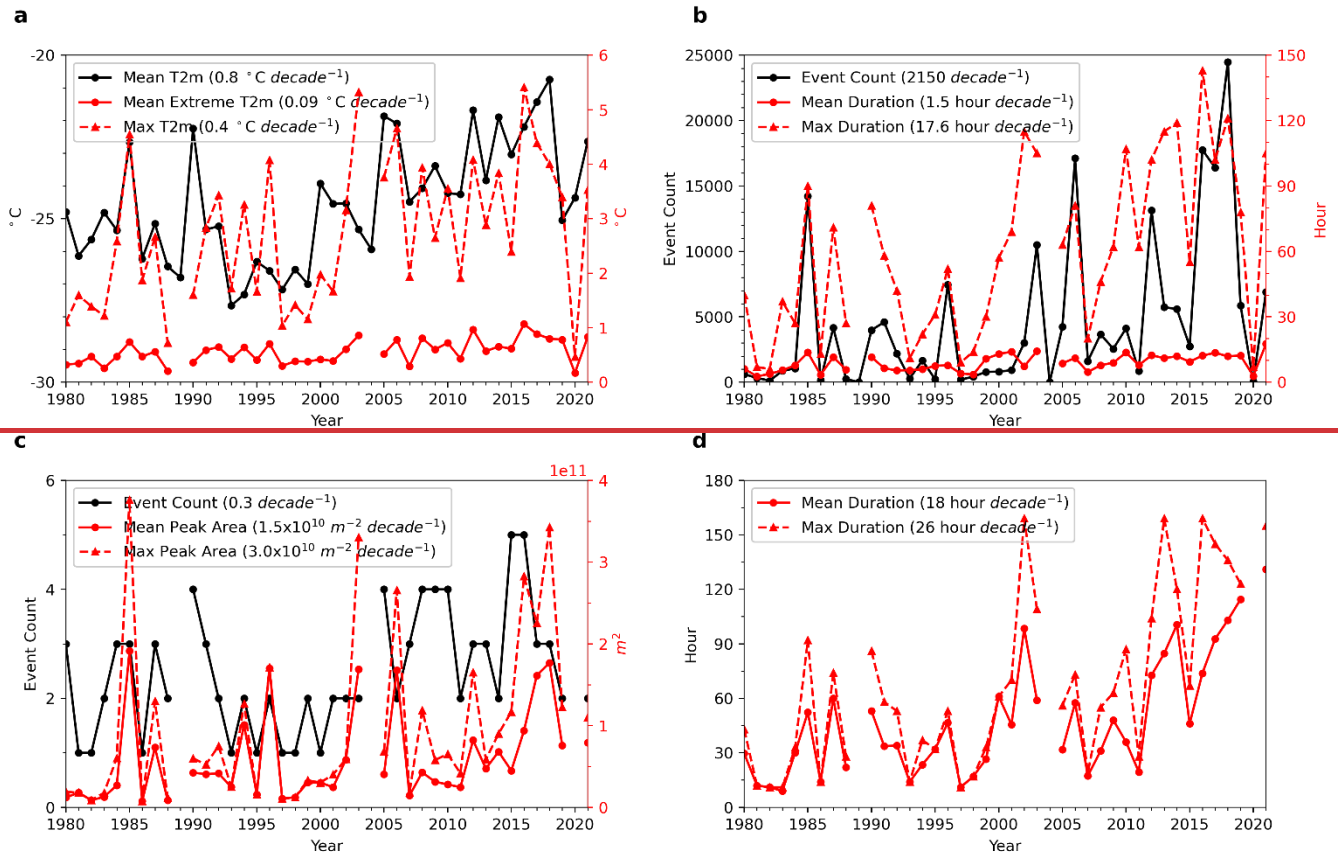 a
-20
-25
-30
°C
6
5
4
3
2
1
0
°C
Mean T2m (0.8 °C decade⁻¹)
Mean Extreme T2m (0.09 °C decade⁻¹)
Max T2m (0.4 °C decade⁻¹)
1980 1985 1990 1995 2000 2005 2010 2015 2020
Year
b
25000
20000
15000
10000
5000
0
Event Count
150
120
90
60
30
0
Hour
Event Count (2150 decade⁻¹)
Mean Duration (1.5 hour decade⁻¹)
Max Duration (17.6 hour decade⁻¹)
1980 1985 1990 1995 2000 2005 2010 2015 2020
Year
c
6
4
2
0
Event Count
1e11
4
3
2
1
0
m²
Event Count (0.3 decade⁻¹)
Mean Peak Area (1.5x10¹⁰ m⁻² decade⁻¹)
Max Peak Area (3.0x10¹⁰ m⁻² decade⁻¹)
1980 1985 1990 1995 2000 2005 2010 2015 2020
Year
d
180
150
120
90
60
30
0
Hour
Mean Duration (18 hour decade⁻¹)
Max Duration (26 hour decade⁻¹)
1980 1985 1990 1995 2000 2005 2010 2015 2020
Year